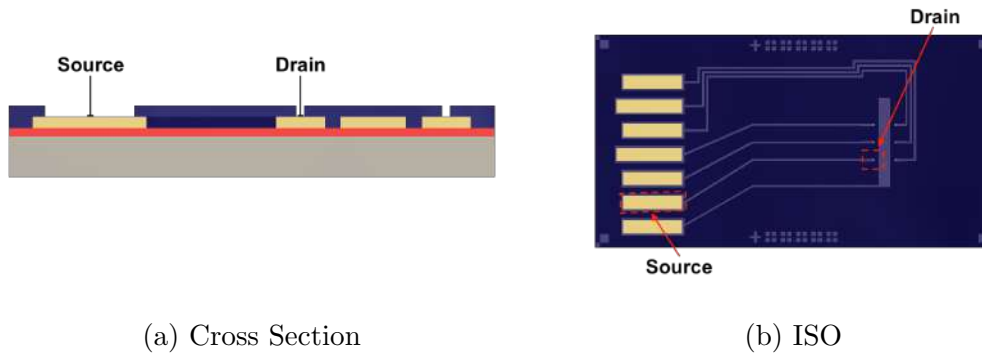 Source
Drain
Drain
Source
(a) Cross Section
(b) ISO